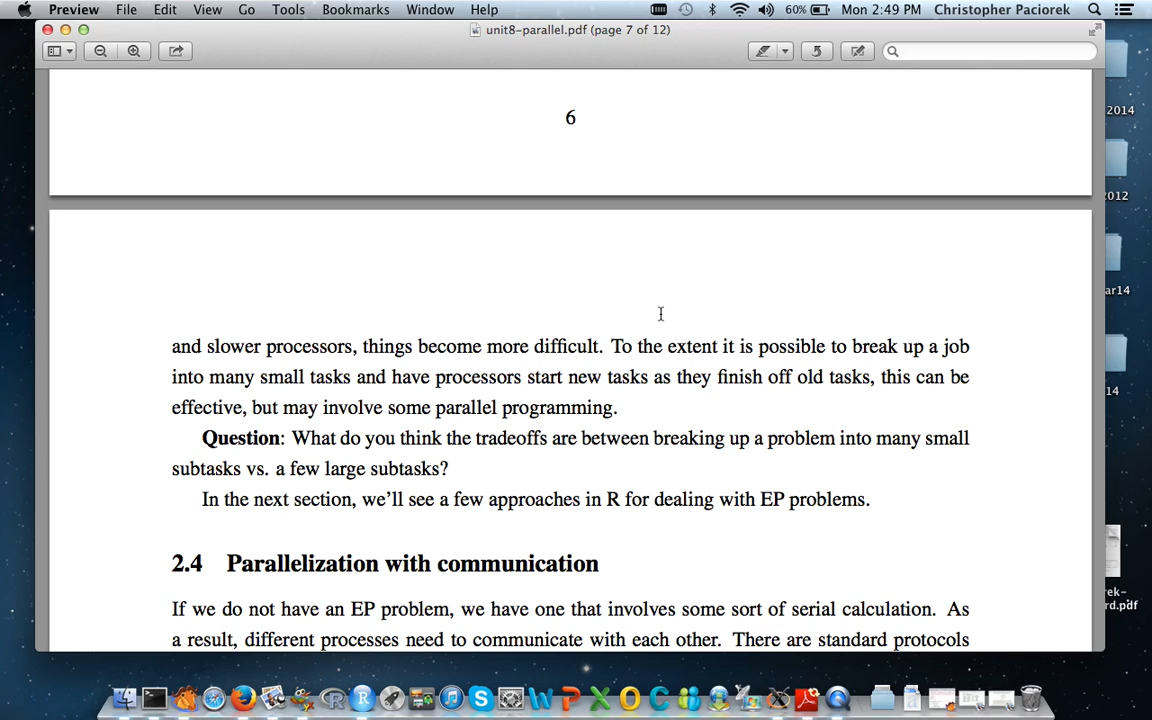 Preview File Edit View Go Tools Bookmarks Window Help 60% Mon 2:49 PM Christopher Paciorek
unit8-parallel.pdf (page 7 of 12)
2014
2012
ar14
14
rek-
rd.pdf
6
and slower processors, things become more difficult. To the extent it is possible to break up a job
into many small tasks and have processors start new tasks as they finish off old tasks, this can be
effective, but may involve some parallel programming.
Question: What do you think the tradeoffs are between breaking up a problem into many small
subtasks vs. a few large subtasks?
In the next section, we'll see a few approaches in R for dealing with EP problems.
2.4 Parallelization with communication
If we do not have an EP problem, we have one that involves some sort of serial calculation. As
a result, different processes need to communicate with each other. There are standard protocols